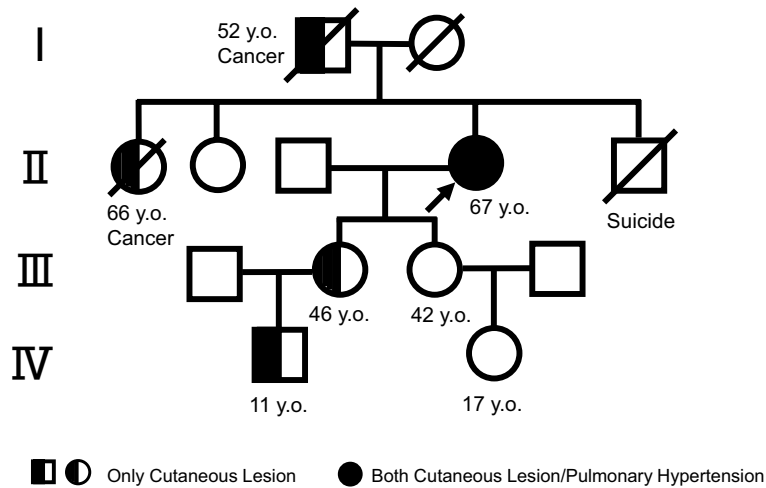 I
52 y.o.
Cancer
II
66 y.o.
Cancer
67 y.o.
Suicide
III
46 y.o.
42 y.o.
IV
11 y.o.
17 y.o.
Only Cutaneous Lesion
Both Cutaneous Lesion/Pulmonary Hypertension